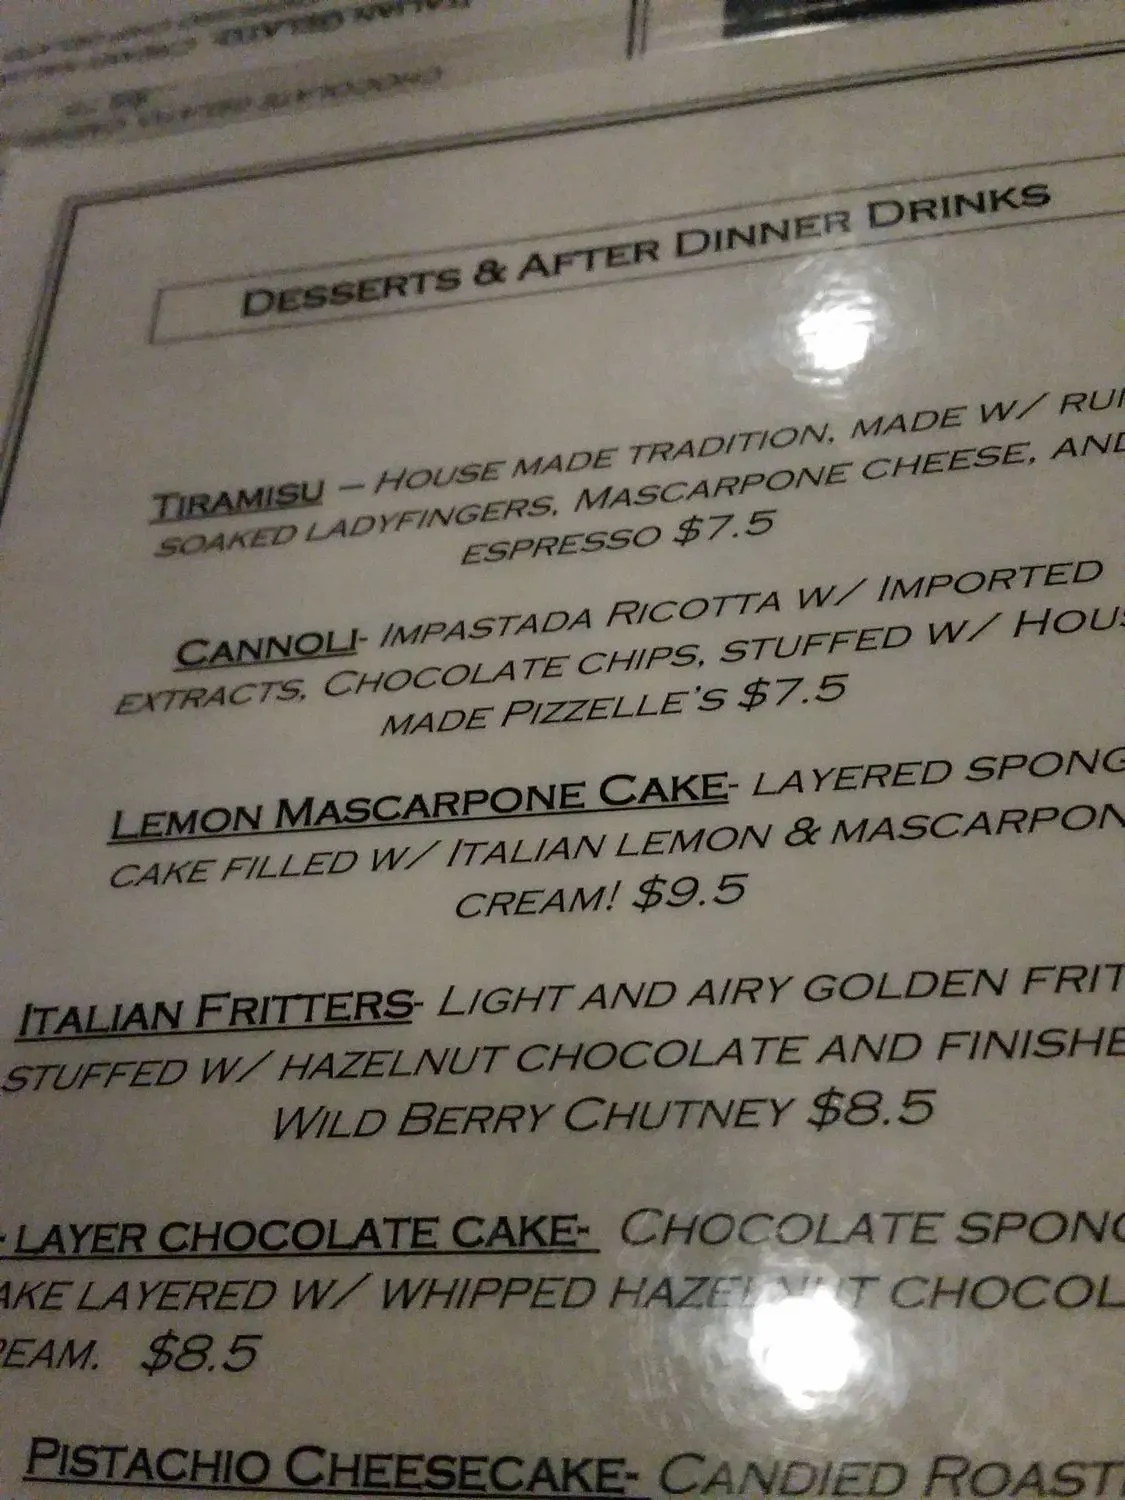 DESSERTS & AFTER DINNER DRINKS
TIRAMISU – HOUSE MADE TRADITION, MADE W/
SOAKED LADYFINGERS, MASCARPONE CHEESE, AND
ESPRESSO $7.5
CANNOLI- IMPASTADA RICOTTA W/ IMPORTED
EXTRACTS, CHOCOLATE CHIPS, STUFFED W/
MADE PIZZELLE'S $7.5
LEMON MASCARPONE CAKE- LAYERED
CAKE FILLED W/ ITALIAN LEMON &
CREAM! $9.5
ITALIAN FRITTERS- LIGHT AND AIRY GOLDEN
STUFFED W/ HAZELNUT CHOCOLATE AND
WILD BERRY CHUTNEY $8.5
LAYER CHOCOLATE CAKE- CHOCOLATE
LAYERED W/ WHIPPED HAZELNUT
$8.5
PISTACHIO CHEESECAKE- CANDIED